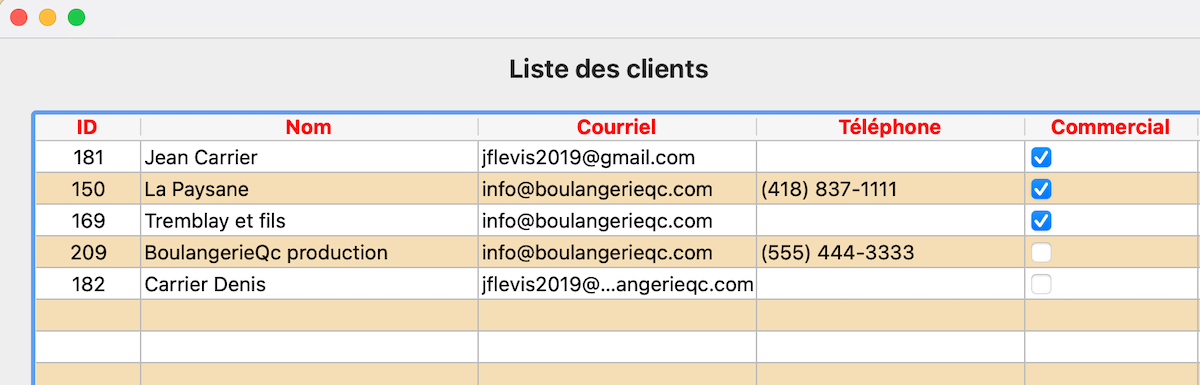 Liste des clients
ID Nom Courriel Téléphone Commercial
181 Jean Carrier jflevis2019@gmail.com
150 La Paysane info@boulangerieqc.com (418) 837-1111
169 Tremblay et fils info@boulangerieqc.com
209 BoulangerieQc production info@boulangerieqc.com (555) 444-3333
182 Carrier Denis jflevis2019@...angerieqc.com